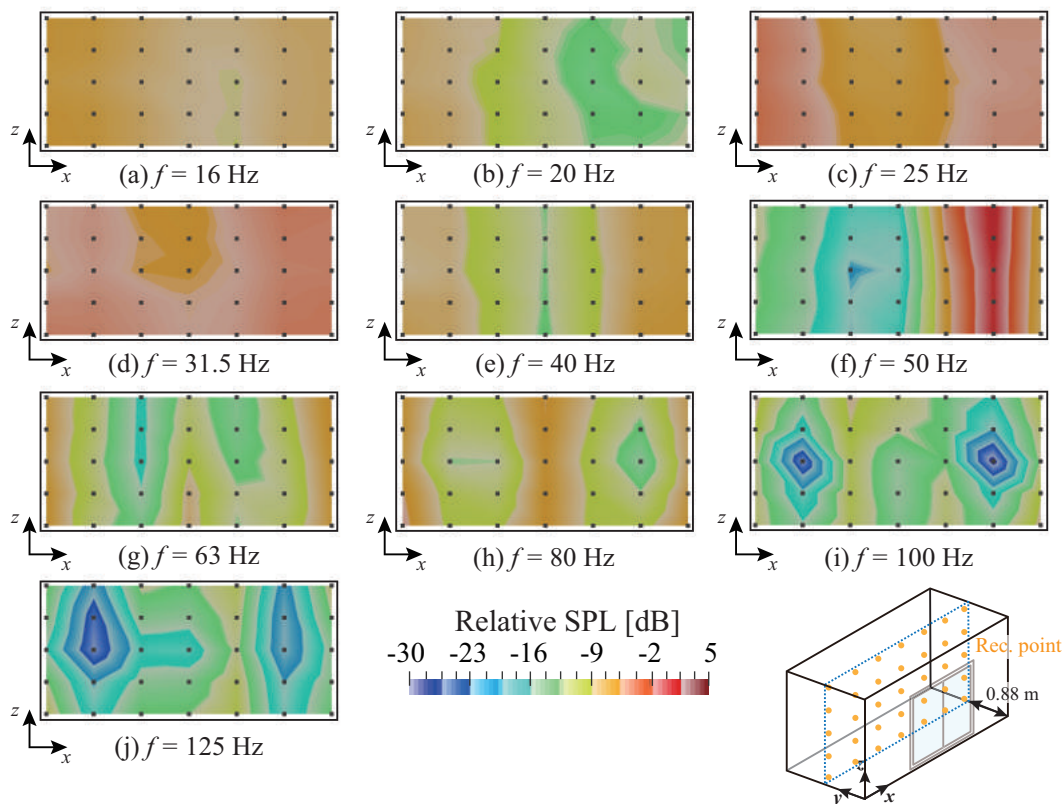 z
x
(a) f = 16 Hz
(b) f = 20 Hz
z
x
(c) f = 25 Hz
z
x
(d) f = 31.5 Hz
(e) f = 40 Hz
z
x
(f) f = 50 Hz
z
x
(g) f = 63 Hz
(h) f = 80 Hz
z
x
(i) f = 100 Hz
z
x
(j) f = 125 Hz
Relative SPL [dB]
-30 -23 -16 -9 -2 5
Rec. point
0.88 m
z
y
x